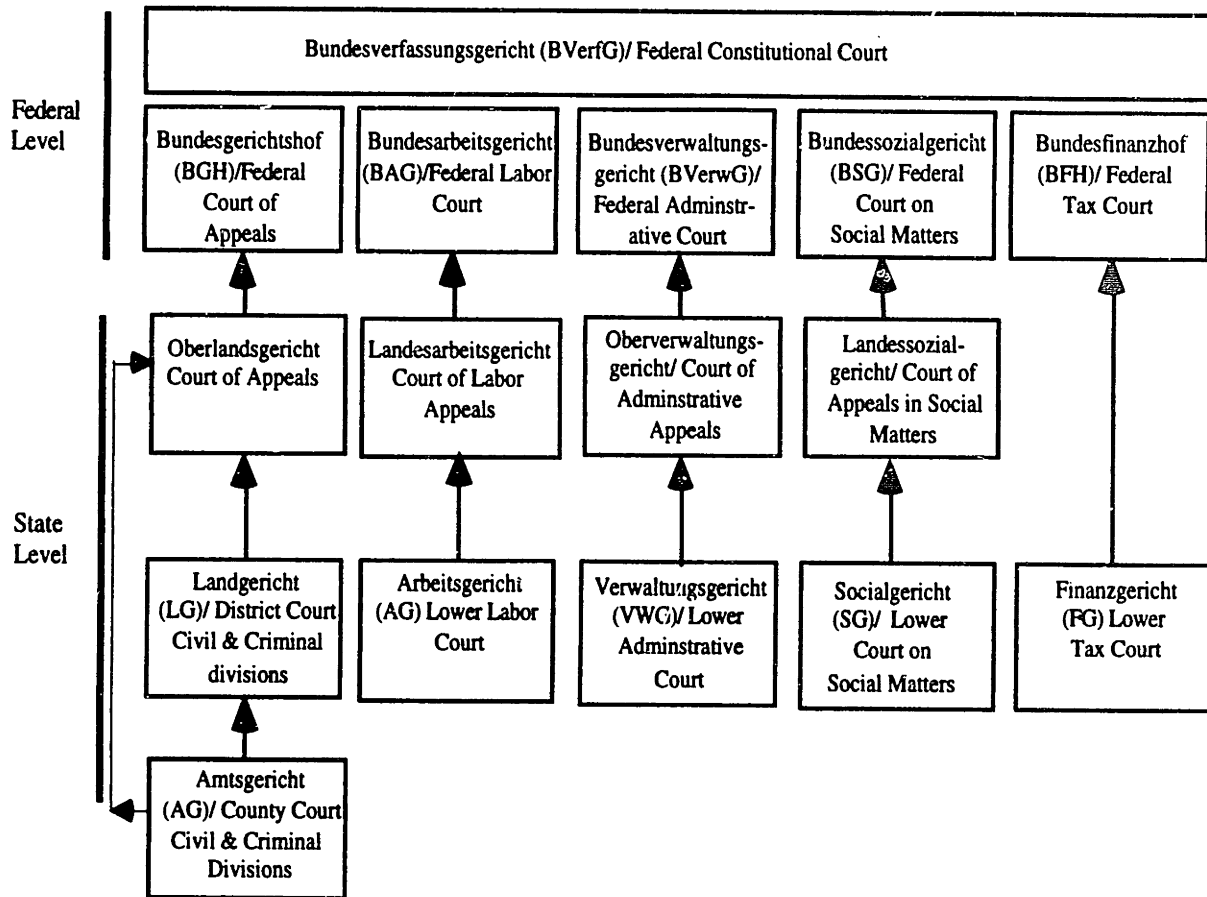 Bundesverfassungsgericht (BVerfG)/ Federal Constitutional Court
Federal
Level
Bundesgerichtshof
(BGH)/Federal
Court of
Appeals
Bundesarbeitsgericht
(BAG)/Federal Labor
Court
Bundesverwaltungs-
gericht (BVerwG)/
Federal Adminstr-
ative Court
Bundessozialgericht
(BSG)/ Federal
Court on
Social Matters
Bundesfinanzhof
(BFH)/ Federal
Tax Court
Oberlandsgericht
Court of Appeals
Landesarbeitsgericht
Court of Labor
Appeals
Oberverwaltungs-
gericht/ Court of
Adminstrative
Appeals
Landessozial-
gericht/ Court of
Appeals in Social
Matters
State
Level
Landgericht
(LG)/ District Court
Civil & Criminal
divisions
Arbeitsgericht
(AG) Lower Labor
Court
Verwaltungsgericht
(VWG)/ Lower
Adminstrative
Court
Socialgericht
(SG)/ Lower
Court on
Social Matters
Finanzgericht
(FG) Lower
Tax Court
Amtsgericht
(AG)/ County Court
Civil & Criminal
Divisions